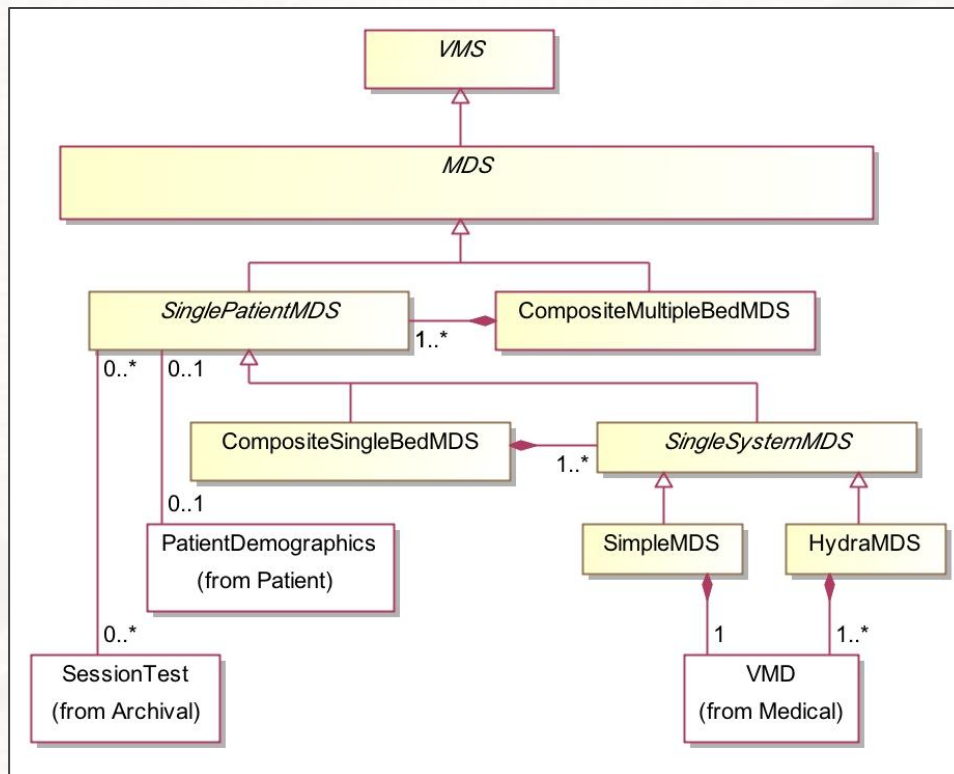 VMS
MDS
SinglePatientMDS
CompositeMultipleBedMDS
1..*
0..*
0..1
CompositeSingleBedMDS
SingleSystemMDS
1..*
0..1
PatientDemographics
(from Patient)
SimpleMDS
HydraMDS
0..*
1
1..*
SessionTest
(from Archival)
VMD
(from Medical)